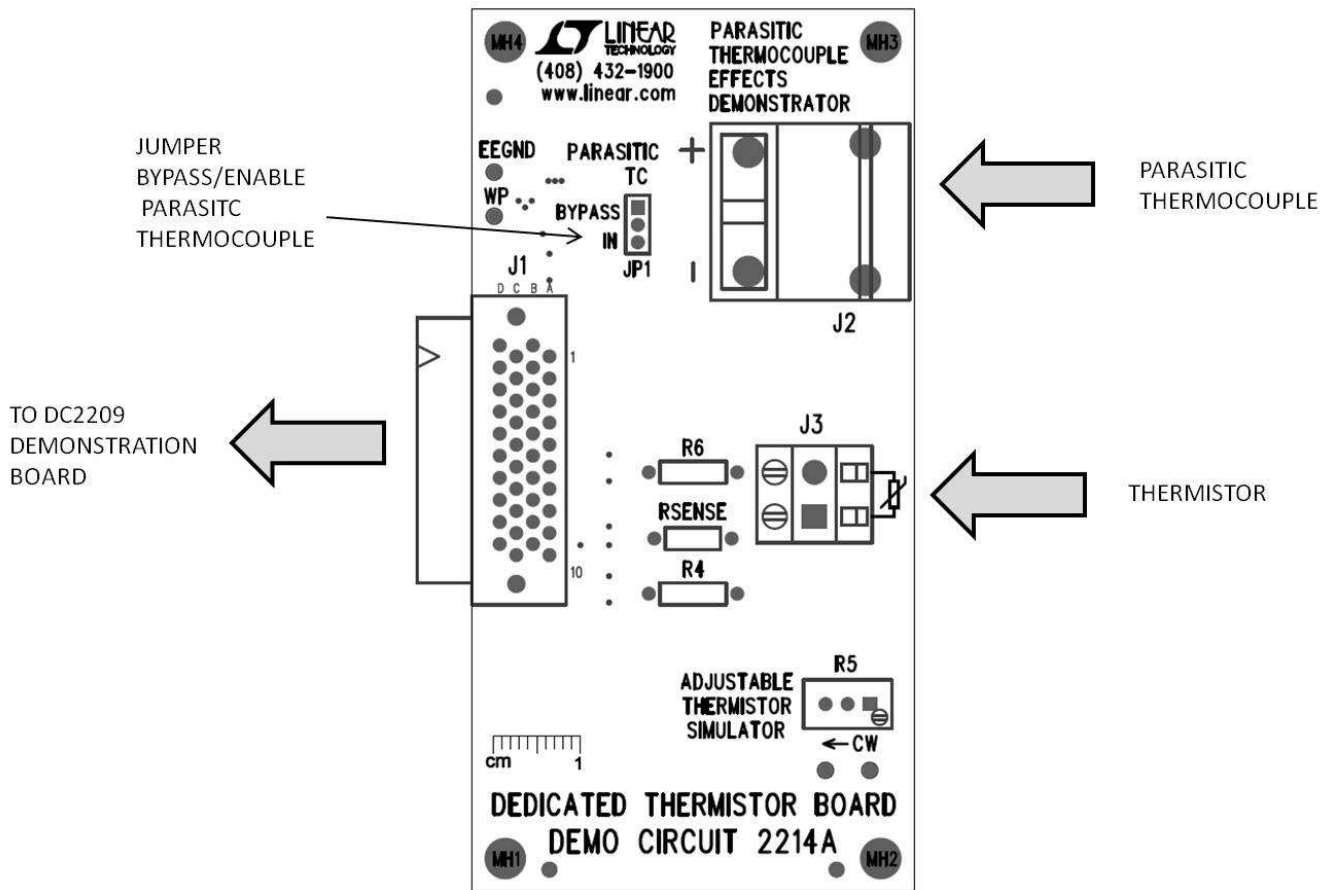 MH4
LINEAR
TECHNOLOGY
(408) 432-1900
www.linear.com
PARASITIC
THERMOCOUPLE
EFFECTS
DEMONSTRATOR
MH3
JUMPER
BYPASS/ENABLE
PARASITC
THERMOCOUPLE
EEGND
WP
PARASITIC
TC
BYPASS
IN
JP1
+
-
J2
PARASITIC
THERMOCOUPLE
J1
D C B A
1
10
TO DC2209
DEMONSTRATION
BOARD
R6
RSENSE
R4
J3
THERMISTOR
R5
ADJUSTABLE
THERMISTOR
SIMULATOR
← CW
cm 1
DEDICATED THERMISTOR BOARD
DEMO CIRCUIT 2214A
MH1
MH2